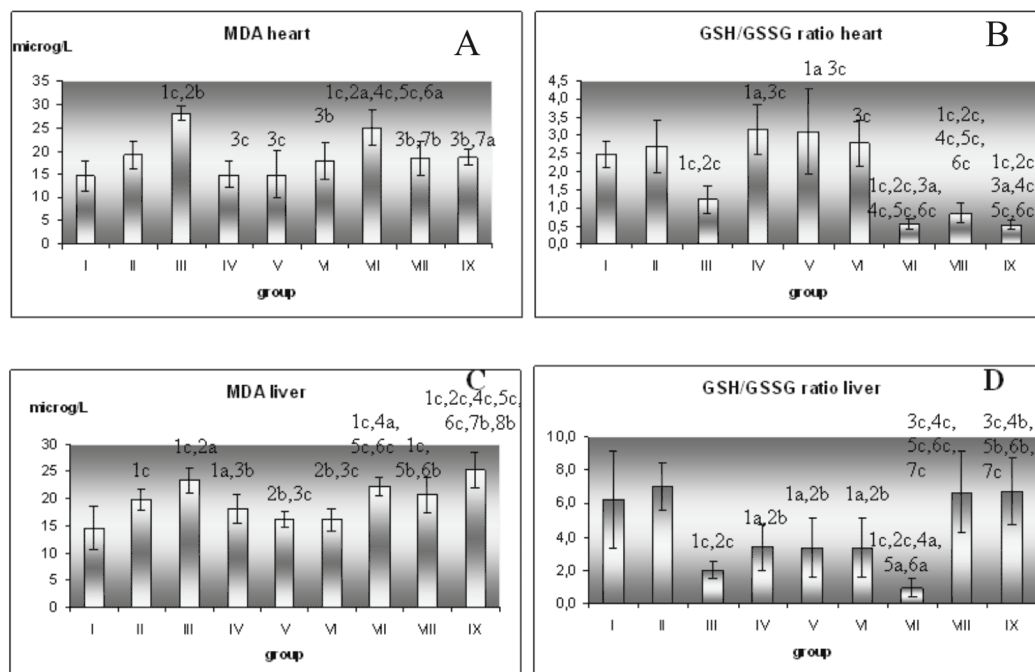 MDA heart
A
microg/L
35
30
25
20
15
10
5
0
1c,2b
3c
3c
3b
1c,2a,4c,5c,6a
3b,7b
3b,7a
I II III IV V VI VII VIII IX
group
GSH/GSSG ratio heart
B
4,5
4,0
3,5
3,0
2,5
2,0
1,5
1,0
0,5
0,0
1c,2c
1a,3c
1a 3c
3c
1c,2c,3a,
4c,5c,6c
1c,2c,
4c,5c,
6c
1c,2c
3a,4c
5c,6c
I II III IV V VI VII VIII IX
group
MDA liver
C
microg/L
30
25
20
15
10
5
0
1c
1c,2a
1a,3b
2b,3c
2b,3c
1c,4a,
5c,6c
1c,
5b,6b
1c,2c,4c,5c,
6c,7b,8b
I II III IV V VI VII VIII IX
group
GSH/GSSG ratio liver
D
10,0
8,0
6,0
4,0
2,0
0,0
1c,2c
1a,2b
1a,2b
1a,2b
1c,2c,4a,
5a,6a
3c,4c,
5c,6c,
7c
3c,4b,
5b,6b,
7c
I II III IV V VI VII VIII IX
group